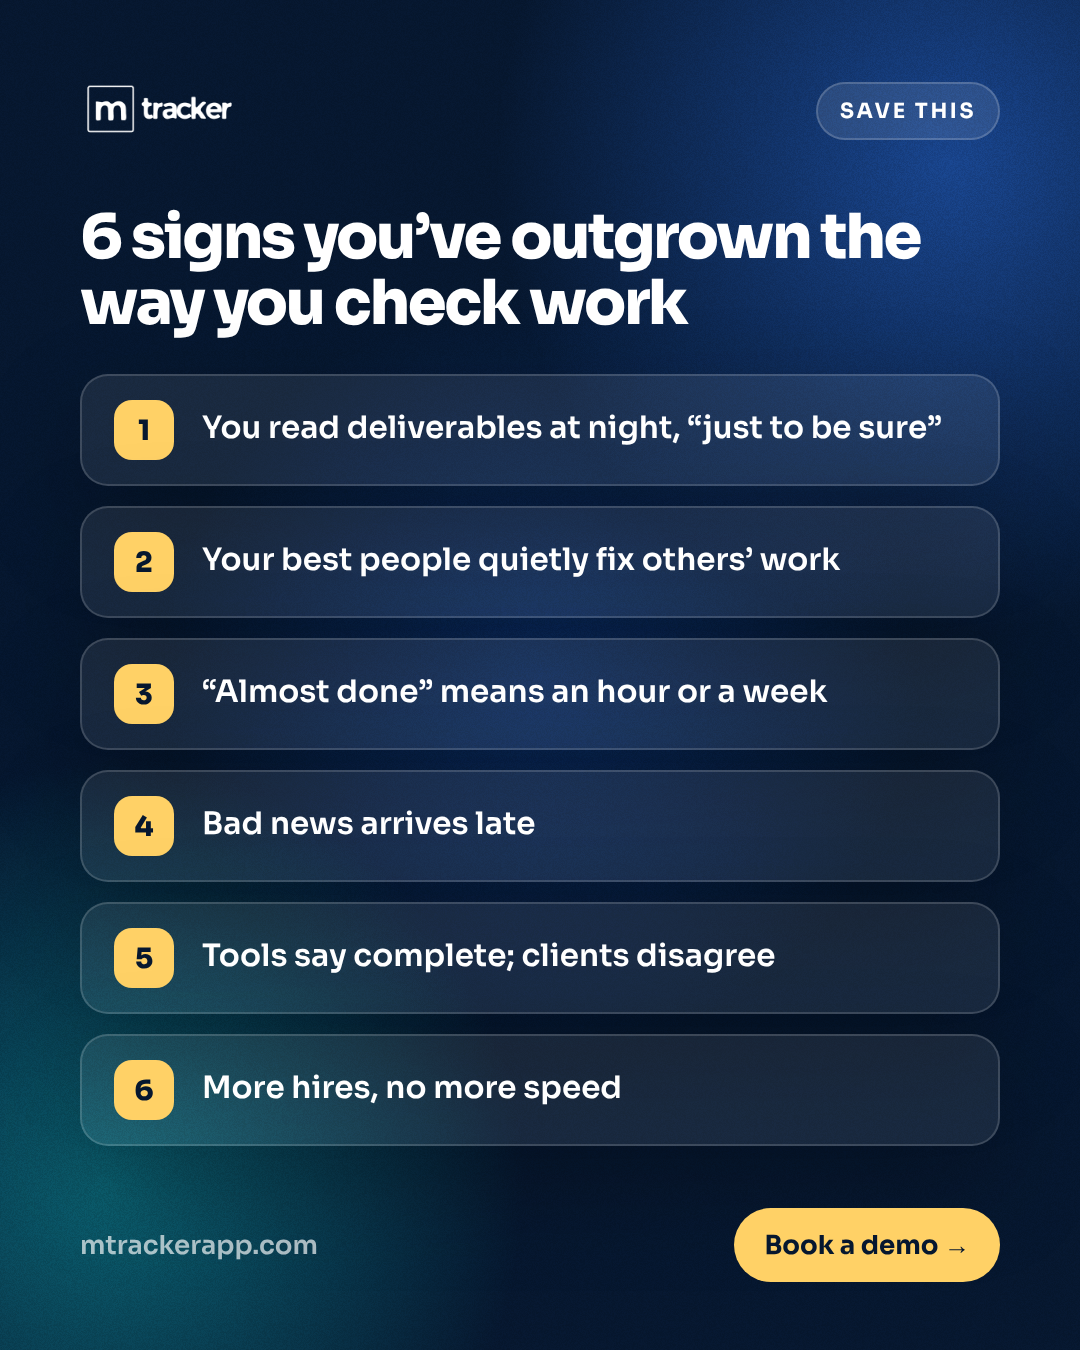 m tracker
SAVE THIS
6 signs you’ve outgrown the
way you check work
1 You read deliverables at night, “just to be sure”
2 Your best people quietly fix others’ work
3 “Almost done” means an hour or a week
4 Bad news arrives late
5 Tools say complete; clients disagree
6 More hires, no more speed
mtrackerapp.com
Book a demo →